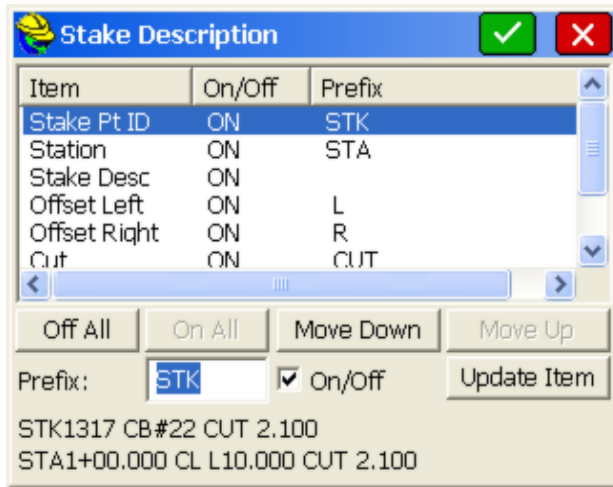 Stake Description
Item On/Off Prefix
Stake Pt ID ON STK
Station ON STA
Stake Desc ON
Offset Left ON L
Offset Right ON R
Cut ON CUT
Off All On All Move Down Move Up
Prefix: STK On/Off Update Item
STK1317 CB#22 CUT 2.100
STA1+00.000 CL L10.000 CUT 2.100